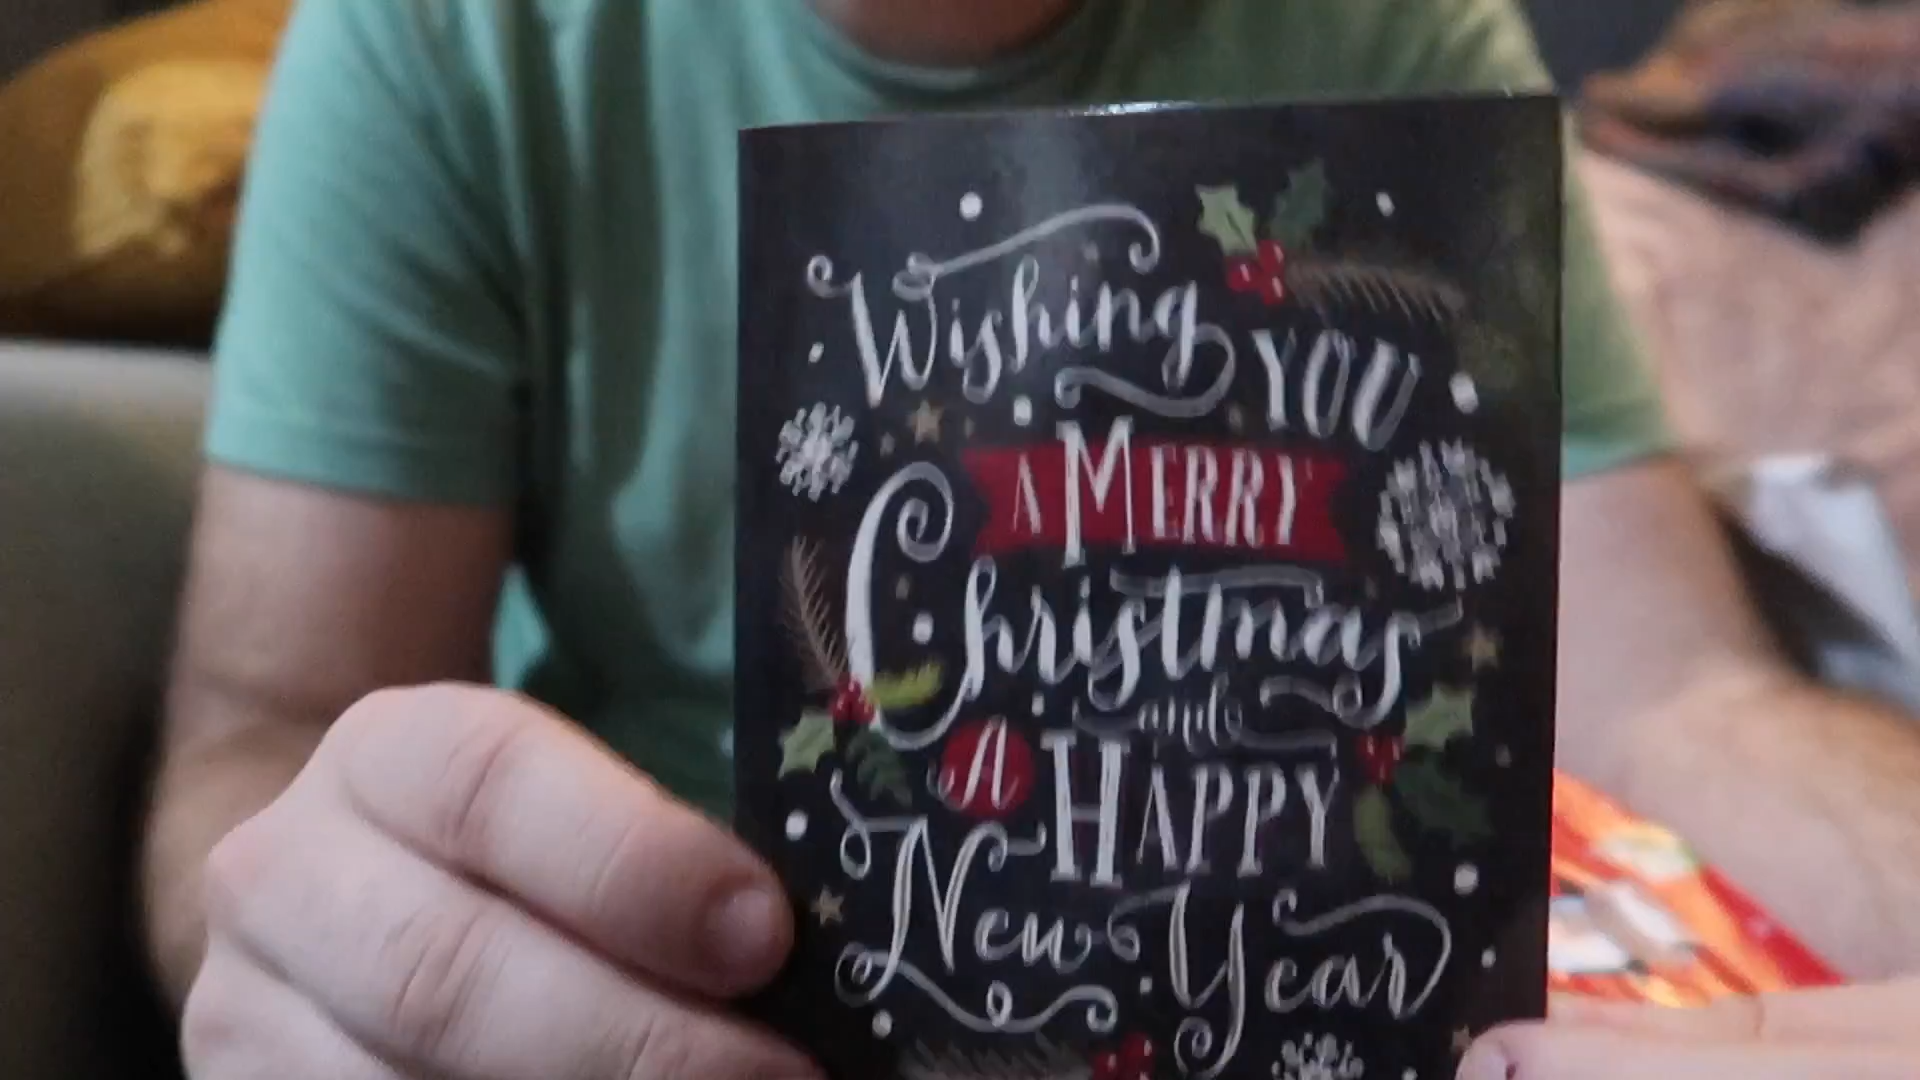 Wishing YOU
A MERRY
Christmas
and
A HAPPY
New Year